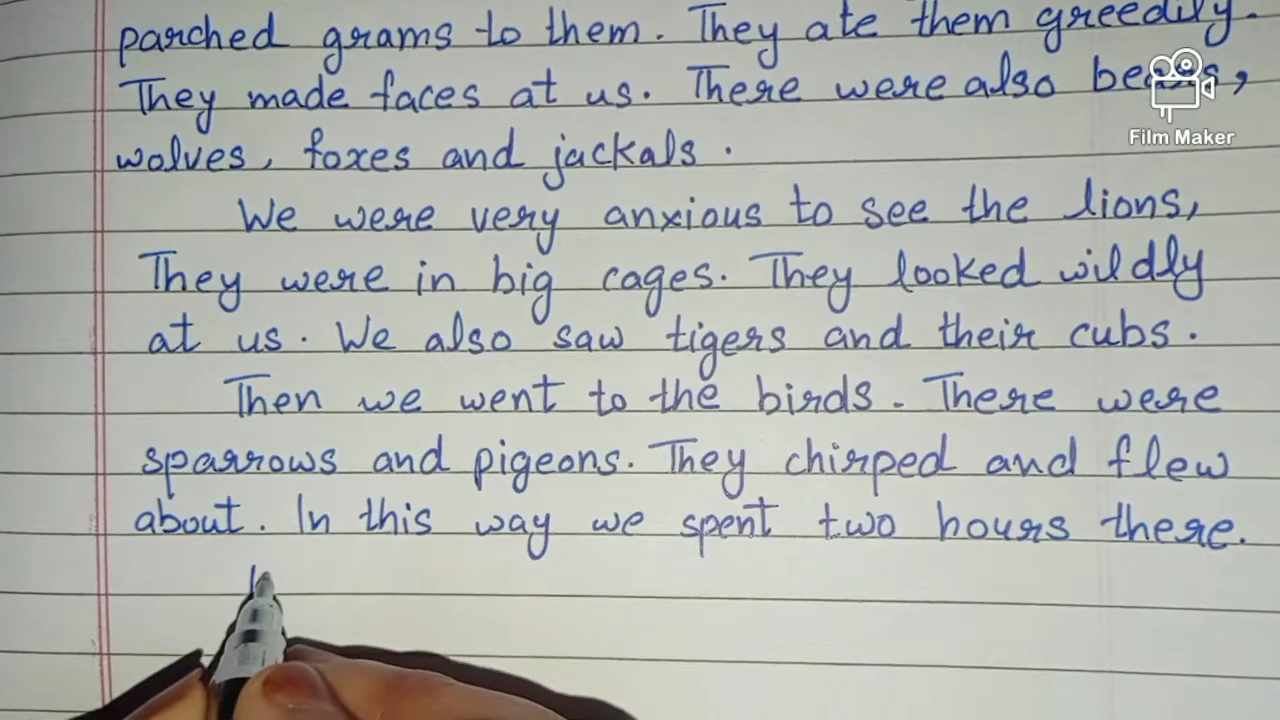 parched grams to them. They ate them greedily.
They made faces at us. There were also bears,
wolves, foxes and jackals.
We were very anxious to see the lions,
They were in big cages. They looked wildly
at us. We also saw tigers and their cubs.
Then we went to the birds. There were
sparrows and pigeons. They chirped and flew
about. In this way we spent two hours there.
Film Maker